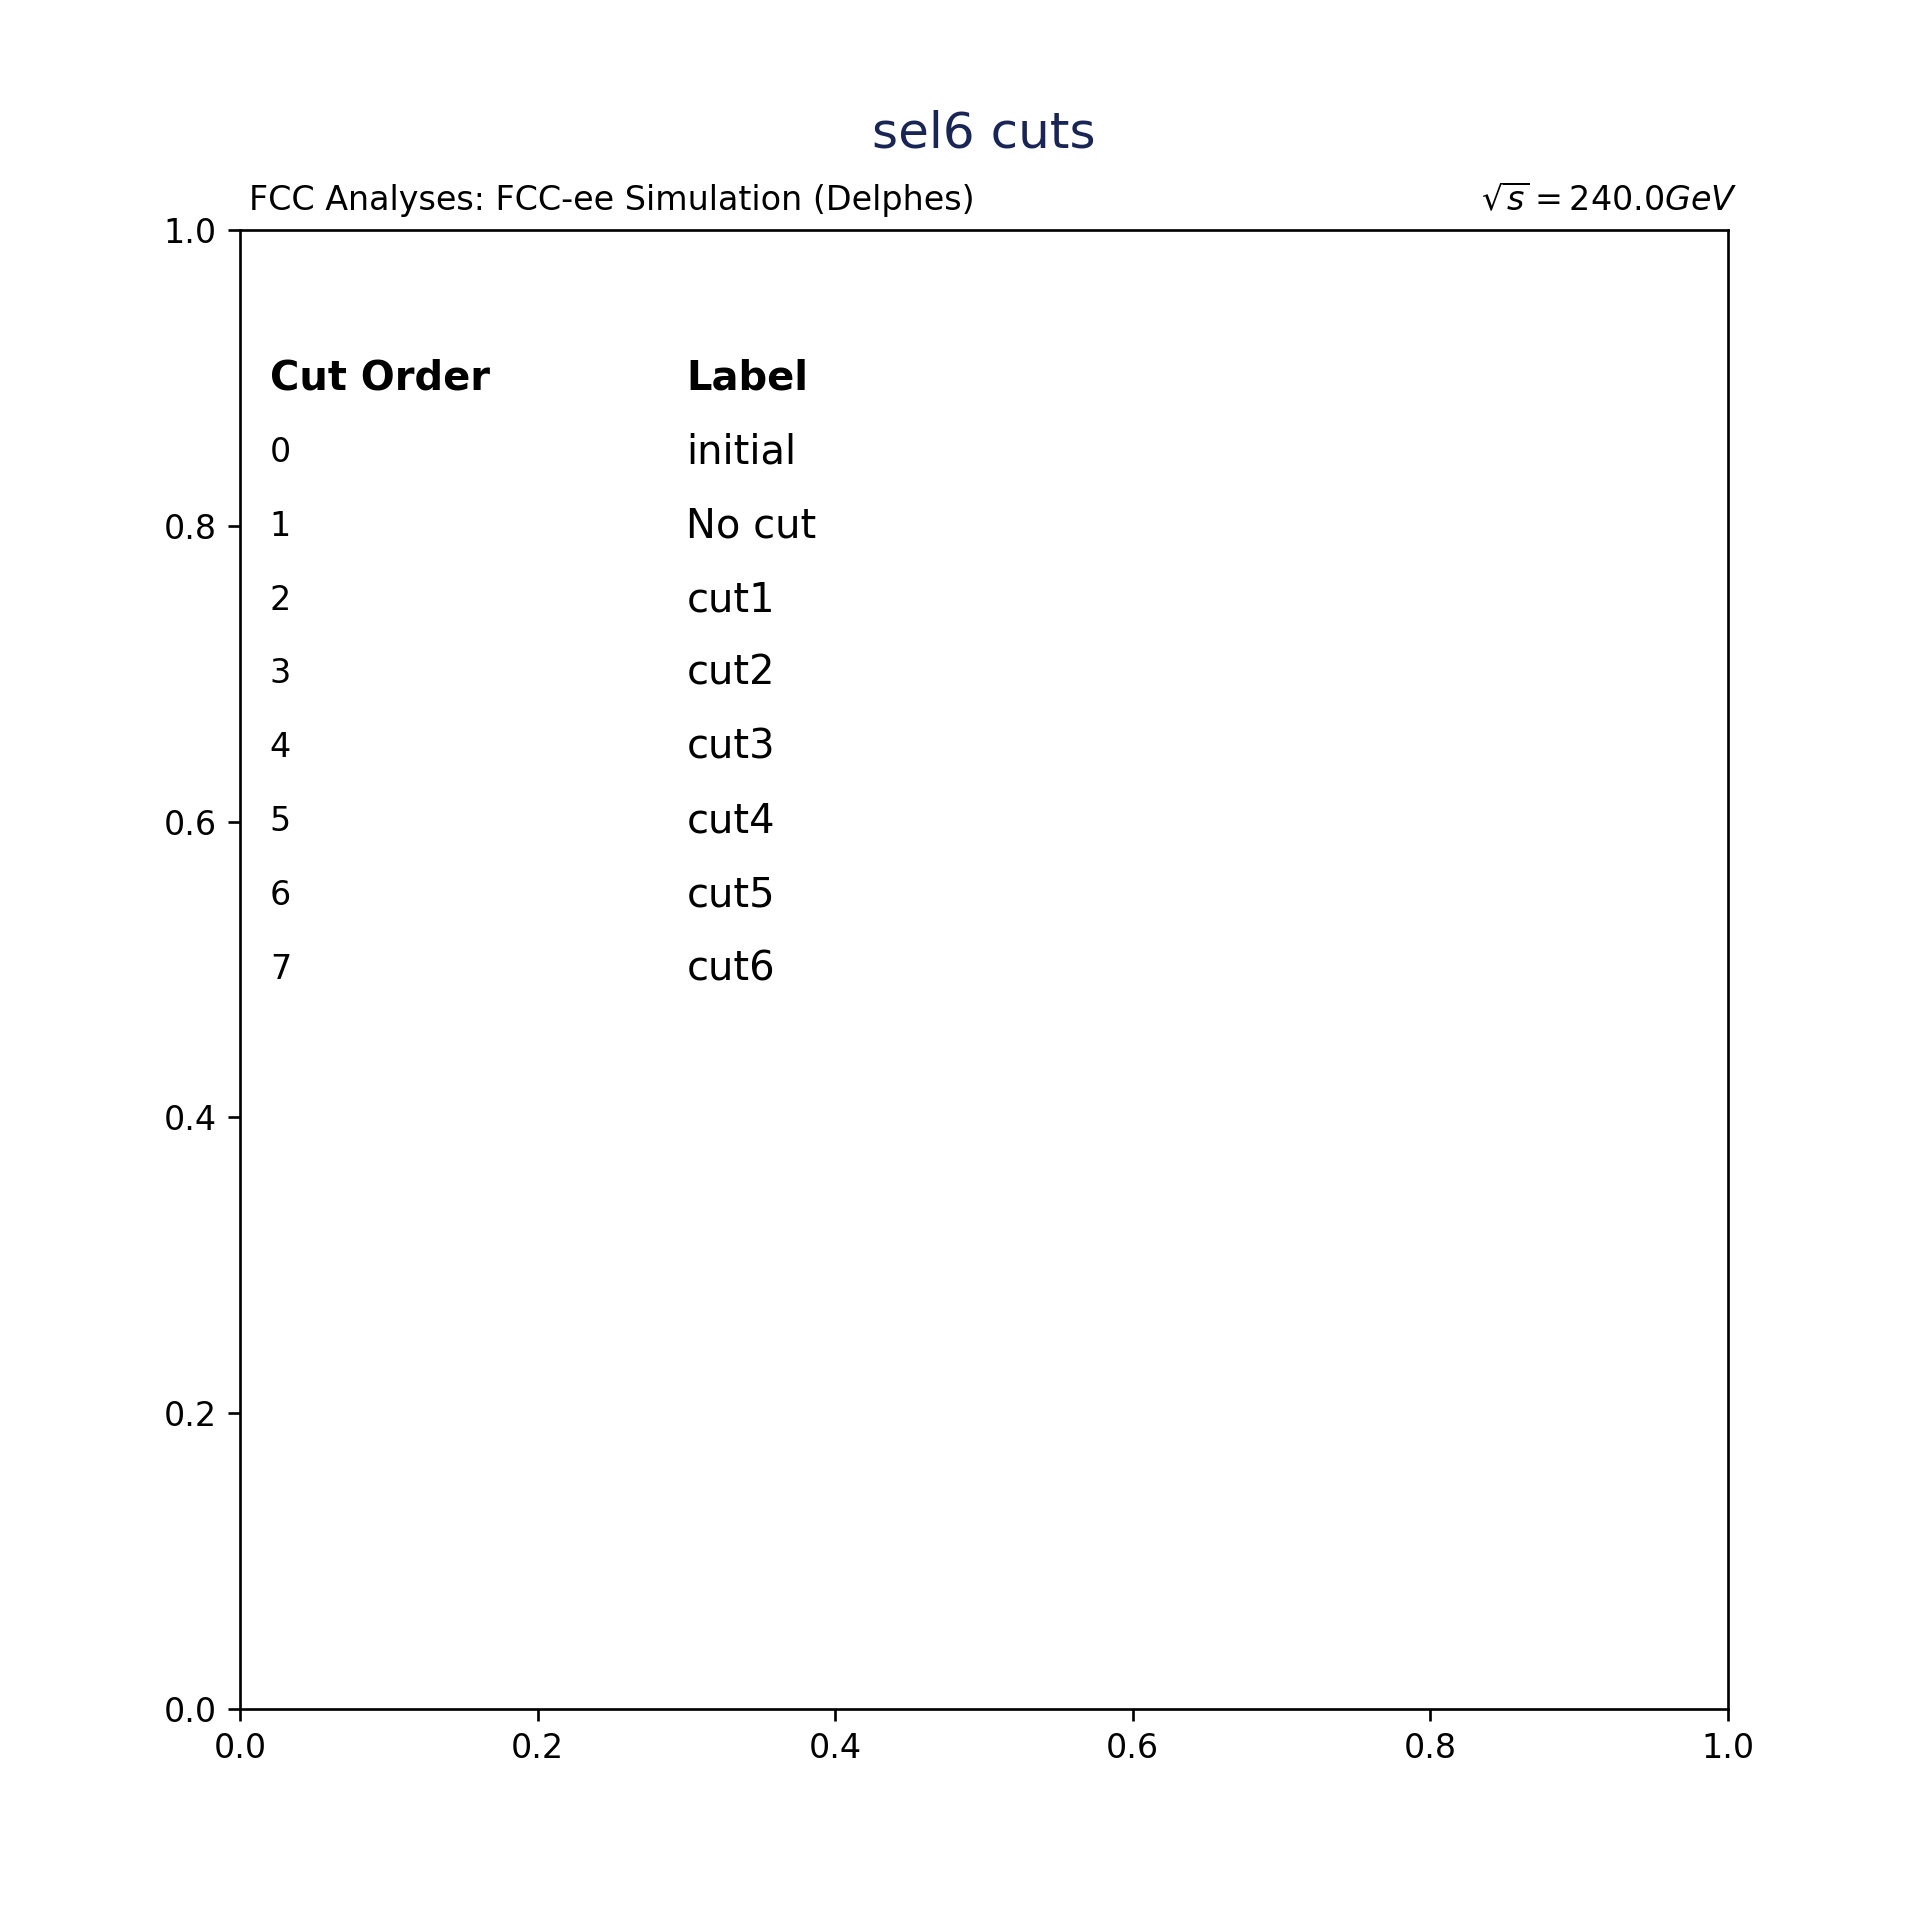 sel6 cuts
FCC Analyses: FCC-ee Simulation (Delphes) √s = 240.0GeV
1.0
Cut Order Label
0 initial
0.8 1 No cut
2 cut1
3 cut2
4 cut3
0.6 5 cut4
6 cut5
7 cut6
0.4
0.2
0.0
0.0 0.2 0.4 0.6 0.8 1.0